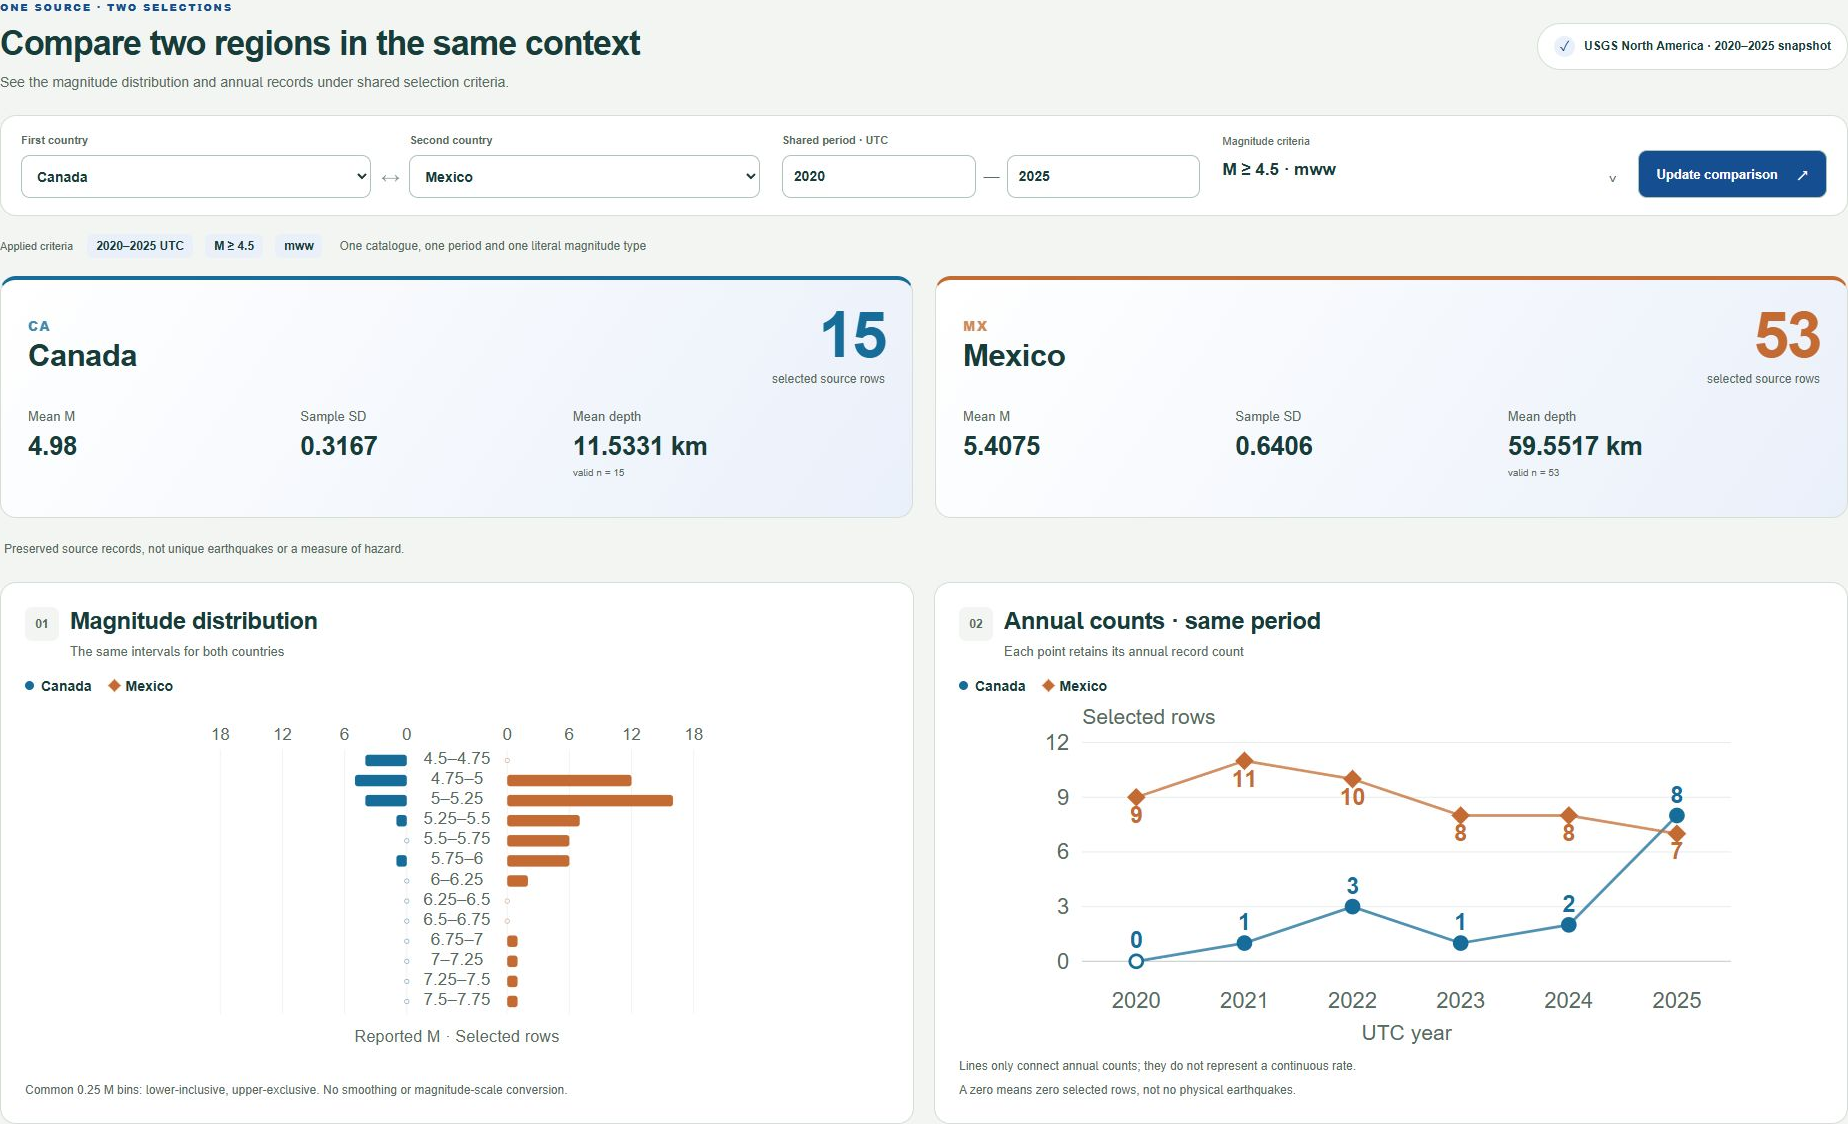 ONE SOURCE · TWO SELECTIONS
Compare two regions in the same context
See the magnitude distribution and annual records under shared selection criteria.
✓ USGS North America · 2020–2025 snapshot
First country
Canada
↔
Second country
Mexico
Shared period · UTC
2020 — 2025
Magnitude criteria
M ≥ 4.5 · mww
v
Update comparison ↗
Applied criteria 2020–2025 UTC M ≥ 4.5 mww One catalogue, one period and one literal magnitude type
CA
Canada
15
selected source rows
Mean M
4.98
Sample SD
0.3167
Mean depth
11.5331 km
valid n = 15
MX
Mexico
53
selected source rows
Mean M
5.4075
Sample SD
0.6406
Mean depth
59.5517 km
valid n = 53
Preserved source records, not unique earthquakes or a measure of hazard.
01 Magnitude distribution
The same intervals for both countries
Canada Mexico
18 12 6 0 0 6 12 18
4.5–4.75
4.75–5
5–5.25
5.25–5.5
5.5–5.75
5.75–6
6–6.25
6.25–6.5
6.5–6.75
6.75–7
7–7.25
7.25–7.5
7.5–7.75
Reported M · Selected rows
Common 0.25 M bins: lower-inclusive, upper-exclusive. No smoothing or magnitude-scale conversion.
02 Annual counts · same period
Each point retains its annual record count
Canada Mexico
Selected rows
12
9
6
3
0
9 11 10 8 8 7
0 1 3 1 2 8
2020 2021 2022 2023 2024 2025
UTC year
Lines only connect annual counts; they do not represent a continuous rate.
A zero means zero selected rows, not no physical earthquakes.